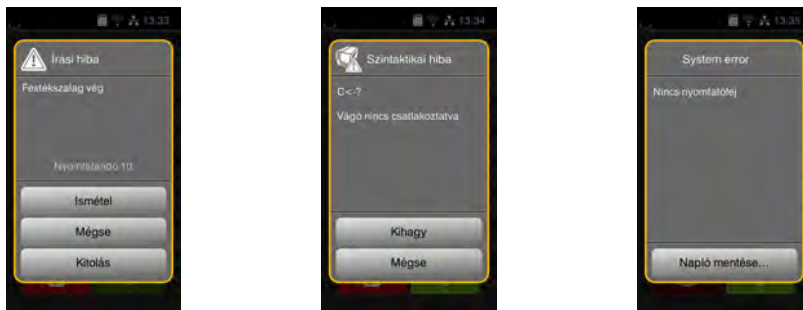 13:33
Írási hiba
Festékszalag vég
Nyomtatandó 10
Ismétel
Mégse
Kitolás
13:34
Szintaktikai hiba
C<-?
Vágó nincs csatlakoztatva
Kihagy
Mégse
13:35
System error
Nincs nyomtatófej
Napló mentése...